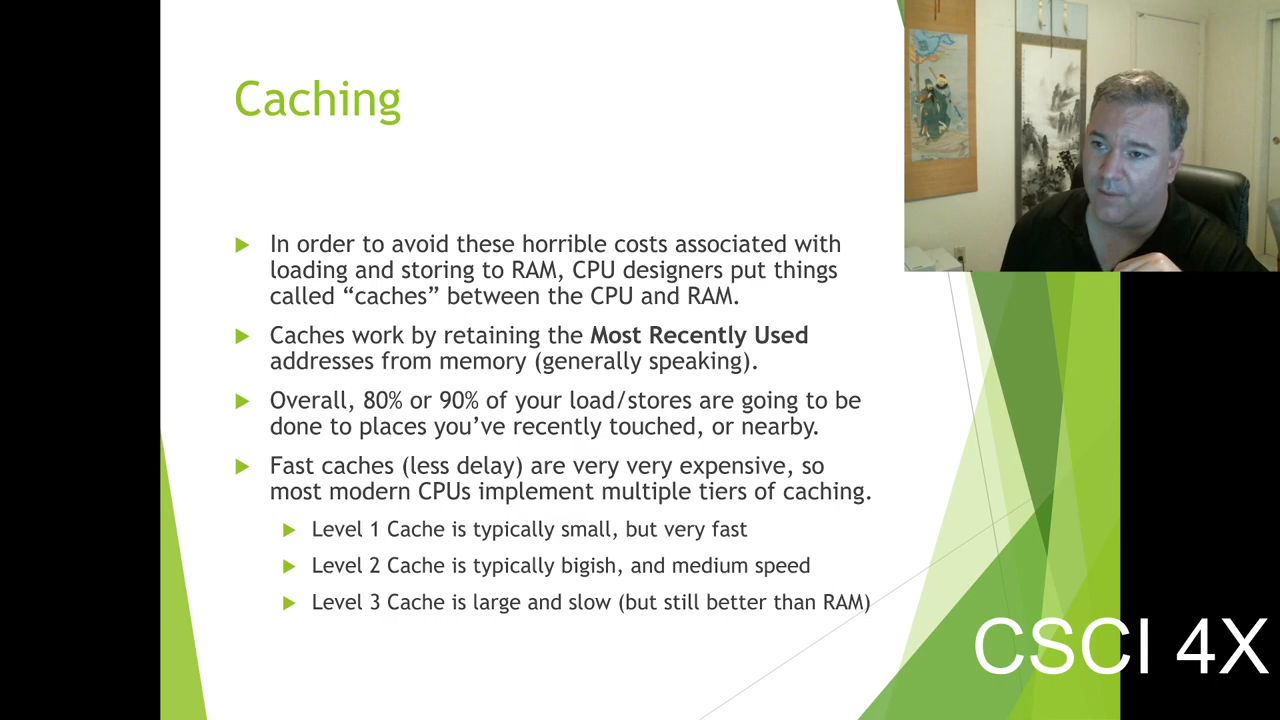 Caching
In order to avoid these horrible costs associated with
loading and storing to RAM, CPU designers put things
called “caches” between the CPU and RAM.
Caches work by retaining the Most Recently Used
addresses from memory (generally speaking).
Overall, 80% or 90% of your load/stores are going to be
done to places you’ve recently touched, or nearby.
Fast caches (less delay) are very very expensive, so
most modern CPUs implement multiple tiers of caching.
Level 1 Cache is typically small, but very fast
Level 2 Cache is typically bigish, and medium speed
Level 3 Cache is large and slow (but still better than RAM)
CSCI 4X